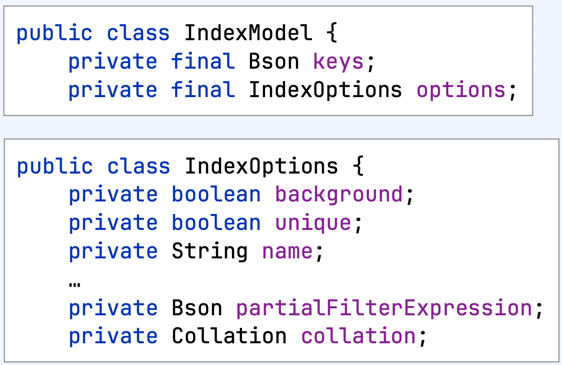 public class IndexModel {
    private final Bson keys;
    private final IndexOptions options;
public class IndexOptions {
    private boolean background;
    private boolean unique;
    private String name;
    …
    private Bson partialFilterExpression;
    private Collation collation;